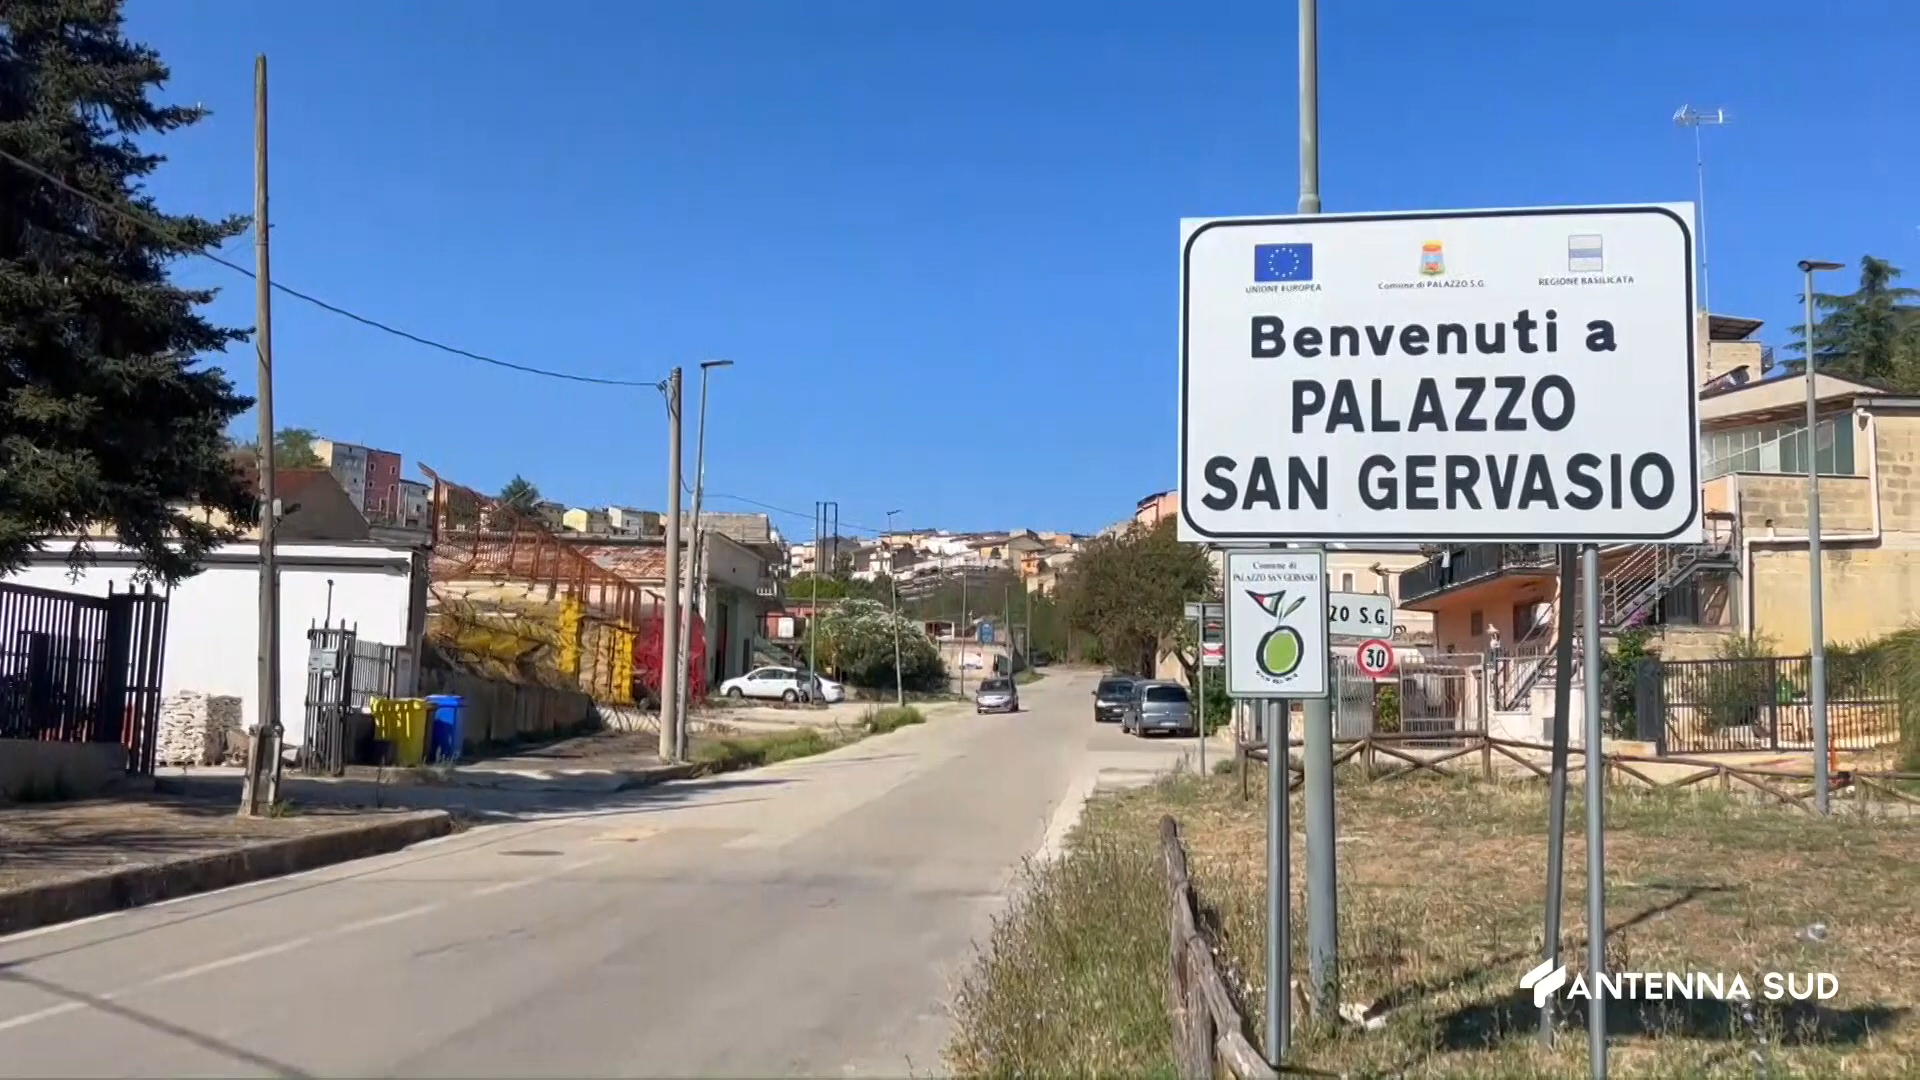 UNIONE EUROPEA
Comune di PALAZZO S.G.
REGIONE BASILICATA
Benvenuti a
PALAZZO
SAN GERVASIO
Comune di
PALAZZO SAN GERVASIO
ZO S.G.
30
ANTENNA SUD